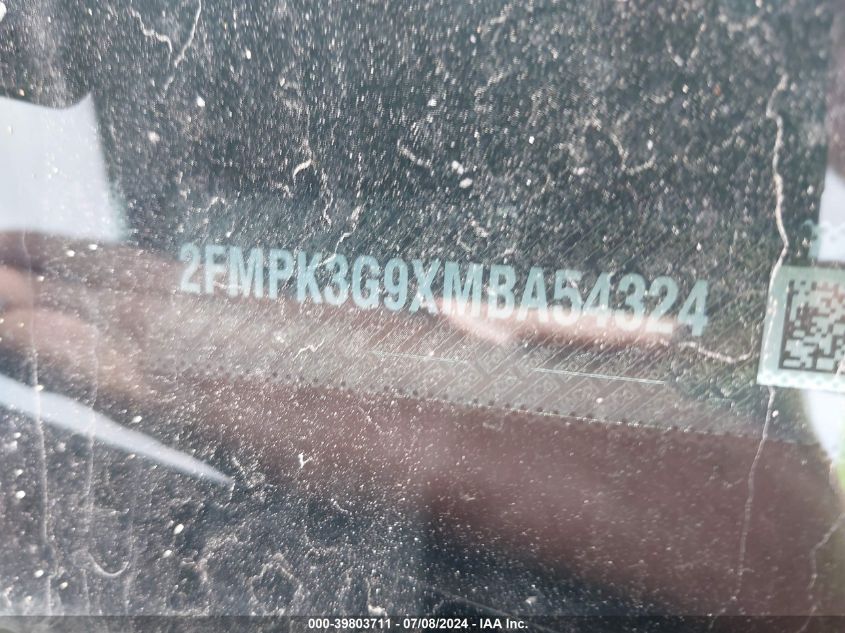 2FMPK3G9XMBA54324
000-39803711 - 07/08/2024 - IAA Inc.